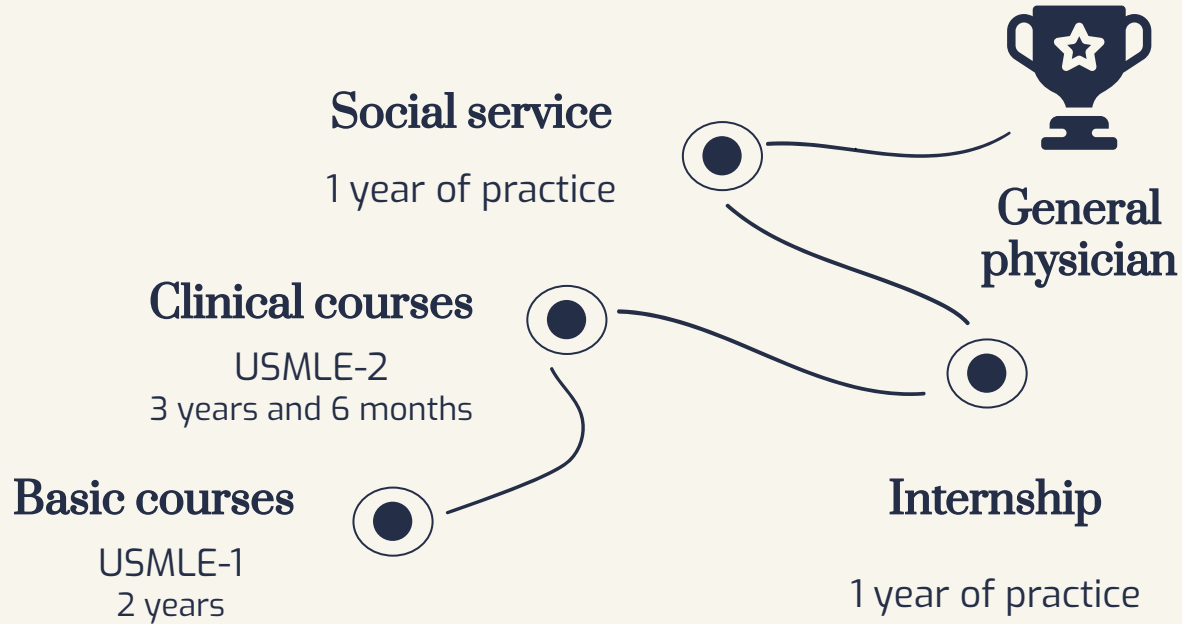 Social service
1 year of practice
General
physician
Clinical courses
USMLE-2
3 years and 6 months
Basic courses
USMLE-1
2 years
Internship
1 year of practice